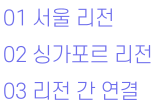 01 서울 리전
02 싱가포르 리전
03 리전 간 연결